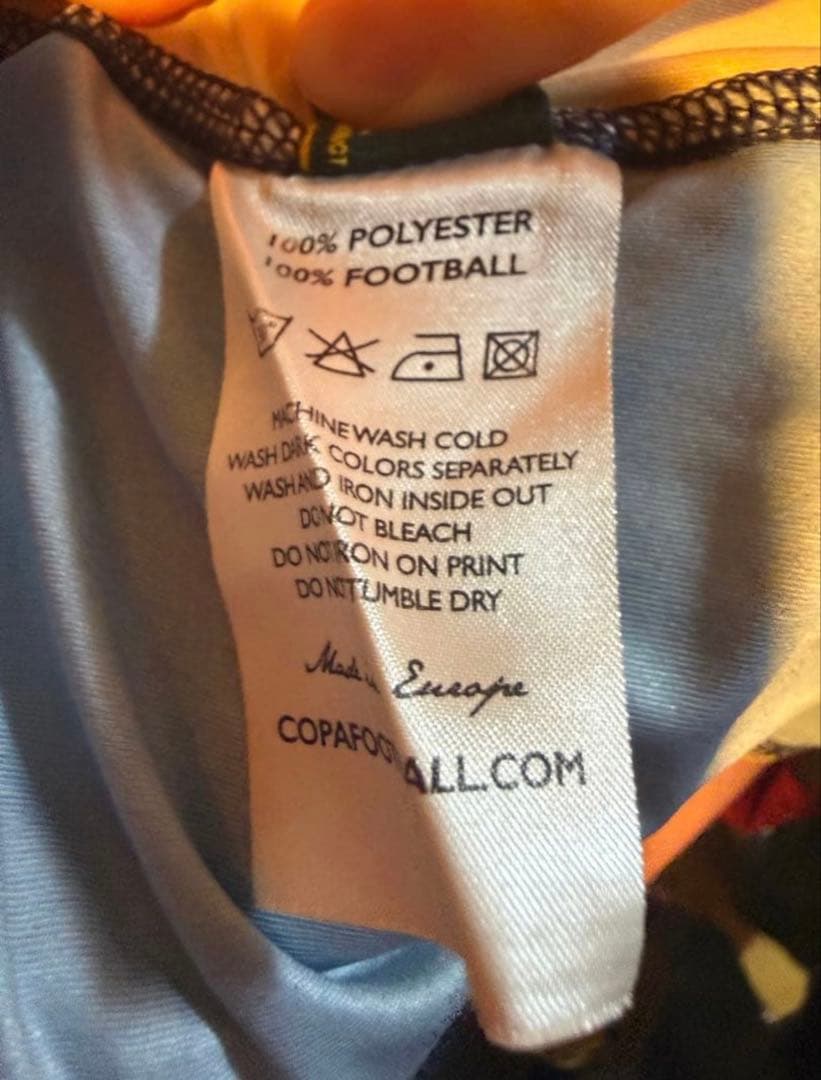 100% POLYESTER
100% FOOTBALL
MACHINE WASH COLD
WASH DARK COLORS SEPARATELY
WASH AND IRON INSIDE OUT
DO NOT BLEACH
DO NOT IRON ON PRINT
DO NOT TUMBLE DRY
Made in Europe
COPAFOOTBALL.COM